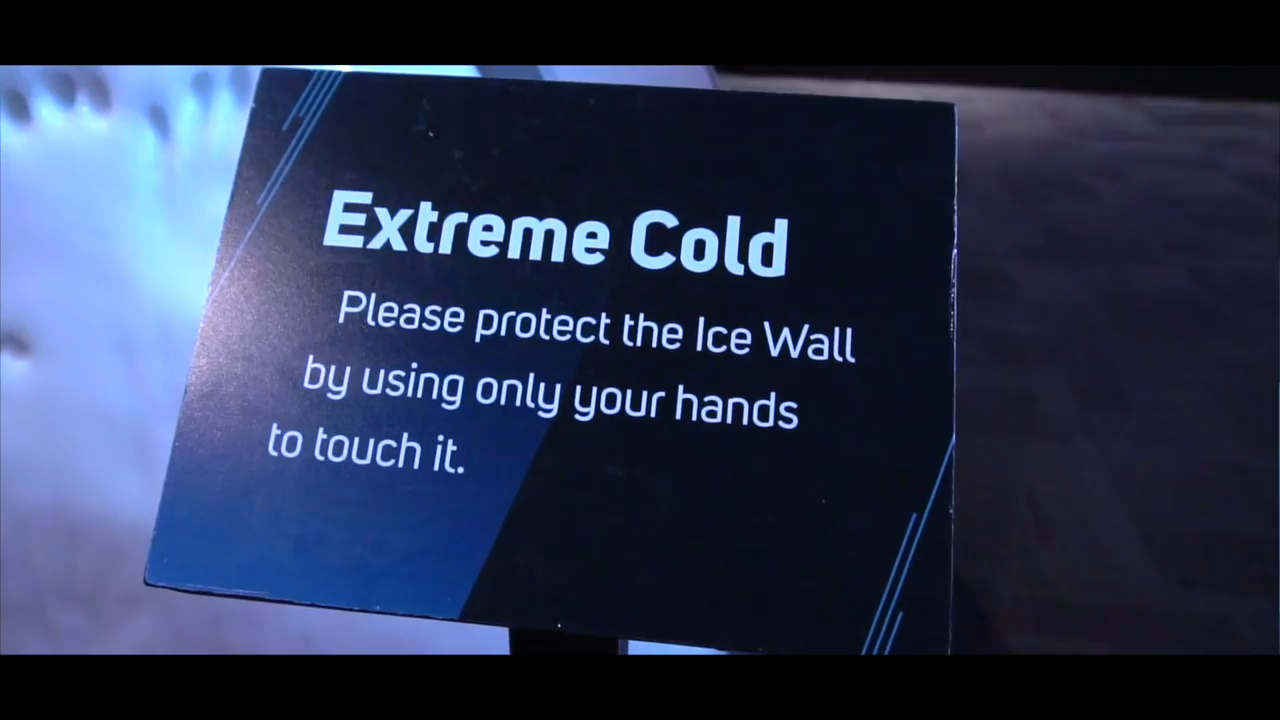 Extreme Cold
Please protect the Ice Wall
by using only your hands
to touch it.